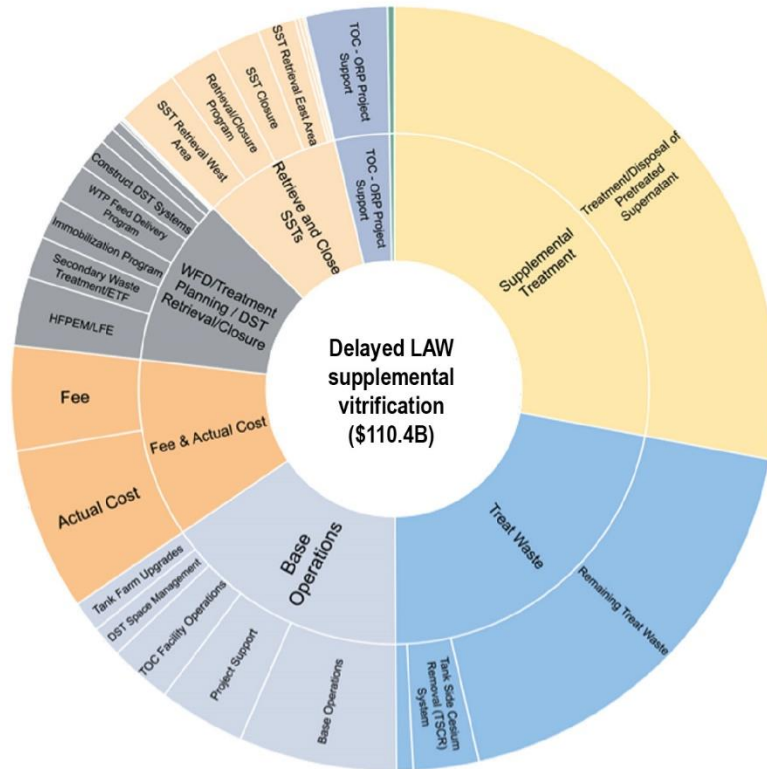 Delayed LAW
supplemental
vitrification
($110.4B)
Supplemental
Treatment
Treatment/Disposal of
Pretreated
Supernatant
Treat Waste
Remaining Treat Waste
Tank Side Cesium
Removal (TSCR)
System
Base
Operations
Base Operations
Project Support
TOC Facility Operations
DST Space Management
Tank Farm Upgrades
Fee & Actual Cost
Actual Cost
Fee
WFD/Treatment
Planning / DST
Retrieval/Closure
HFPEM/LFE
Secondary Waste
Treatment/ETF
Immobilization Program
WTP Feed Delivery
Program
Construct DST Systems
Retrieve and Close
SSTs
SST Retrieval West
Area
Retrieval/Closure
Program
SST Closure
SST Retrieval East Area
TOC - ORP Project
Support
TOC - ORP Project
Support